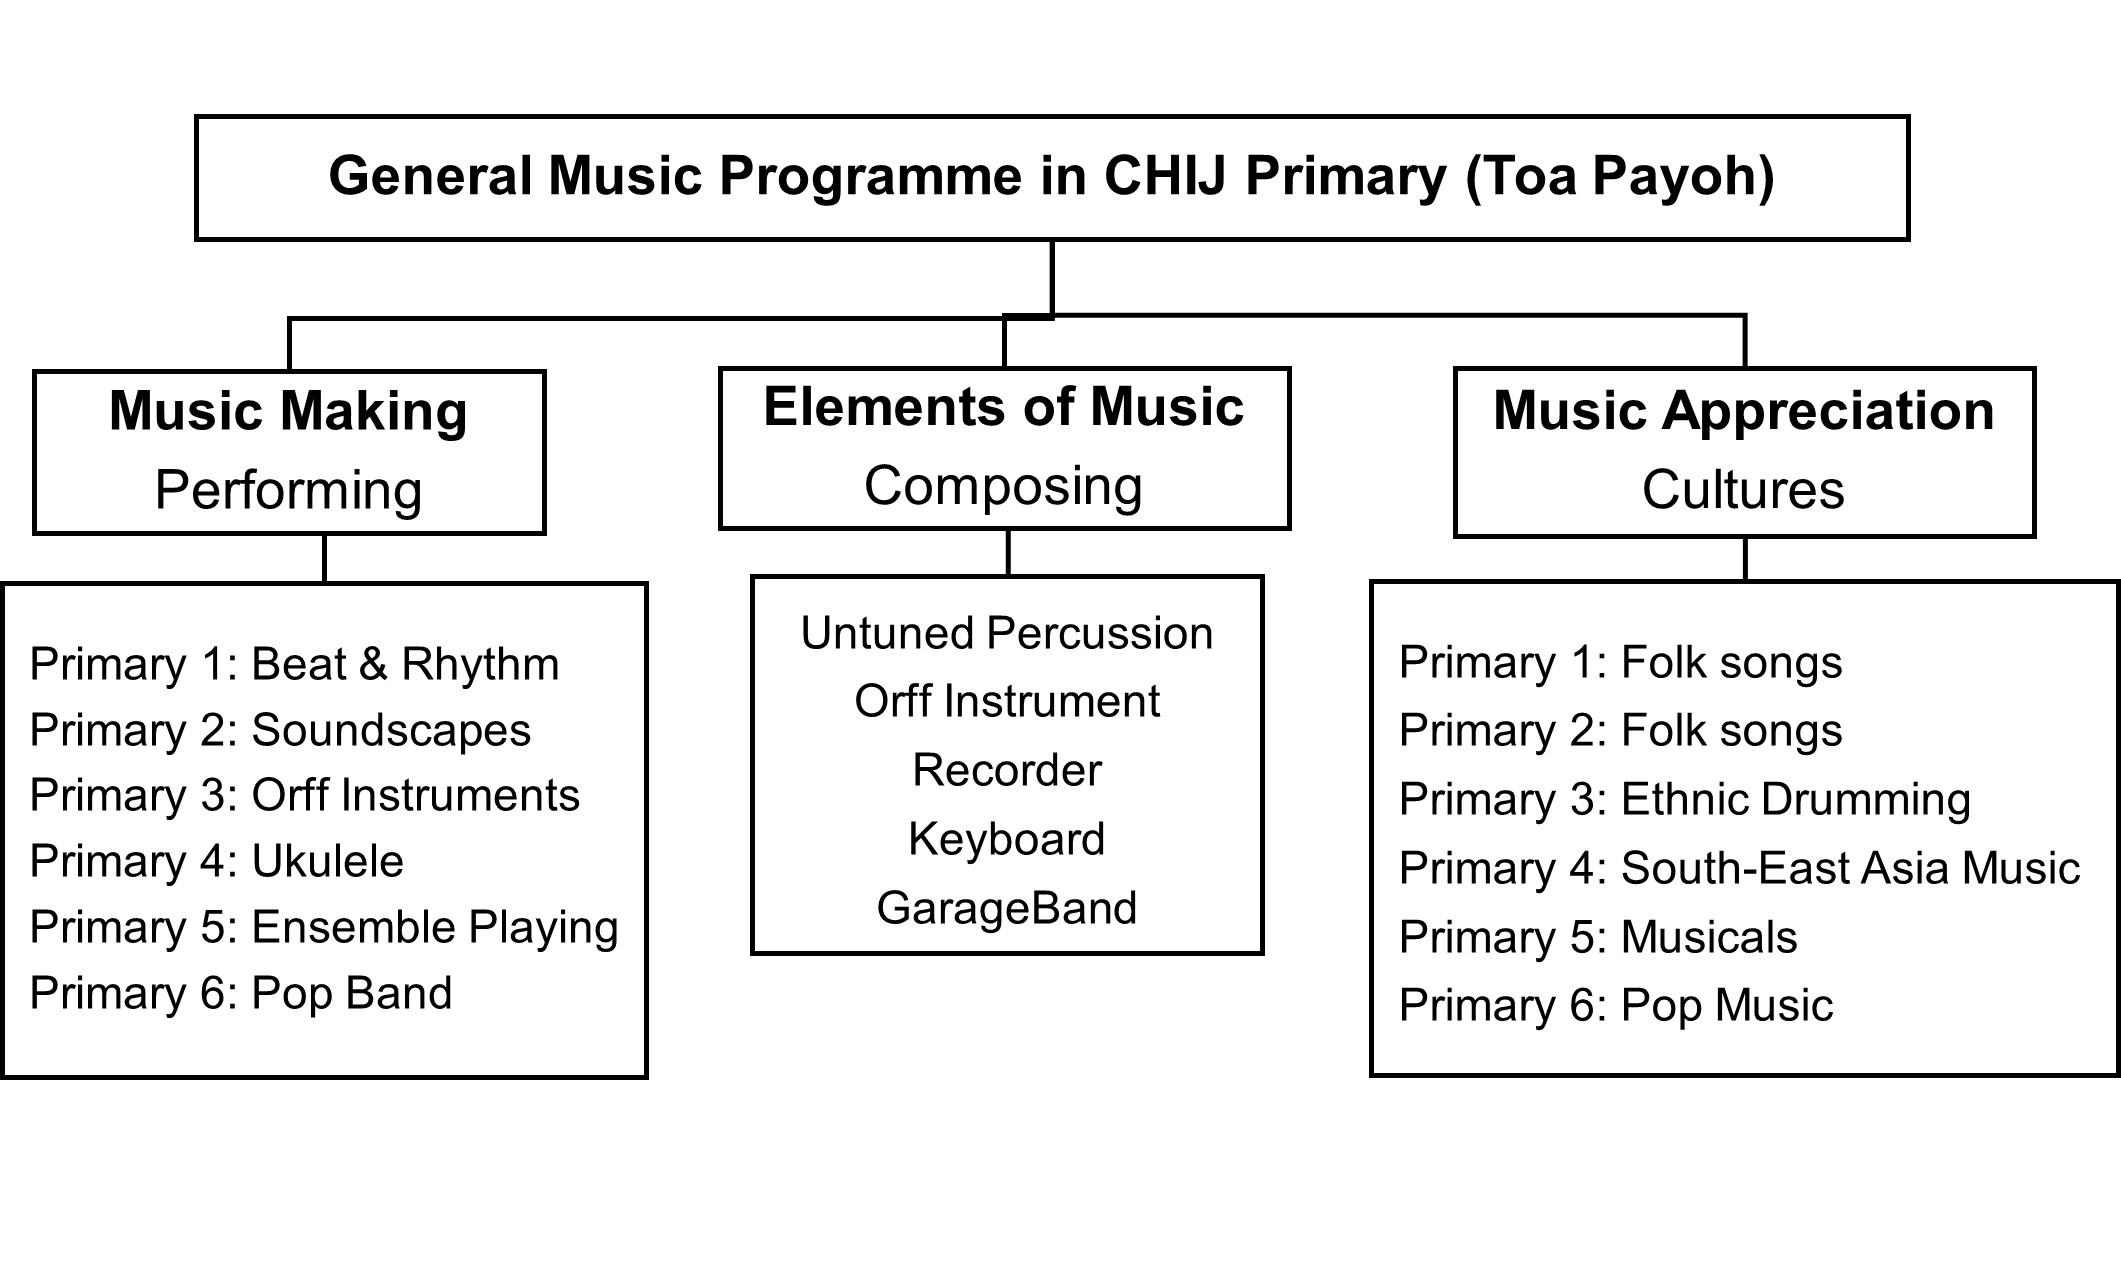 General Music Programme in CHIJ Primary (Toa Payoh)
Music Making
Performing
Primary 1: Beat & Rhythm
Primary 2: Soundscapes
Primary 3: Orff Instruments
Primary 4: Ukulele
Primary 5: Ensemble Playing
Primary 6: Pop Band
Elements of Music
Composing
Untuned Percussion
Orff Instrument
Recorder
Keyboard
GarageBand
Music Appreciation
Cultures
Primary 1: Folk songs
Primary 2: Folk songs
Primary 3: Ethnic Drumming
Primary 4: South-East Asia Music
Primary 5: Musicals
Primary 6: Pop Music